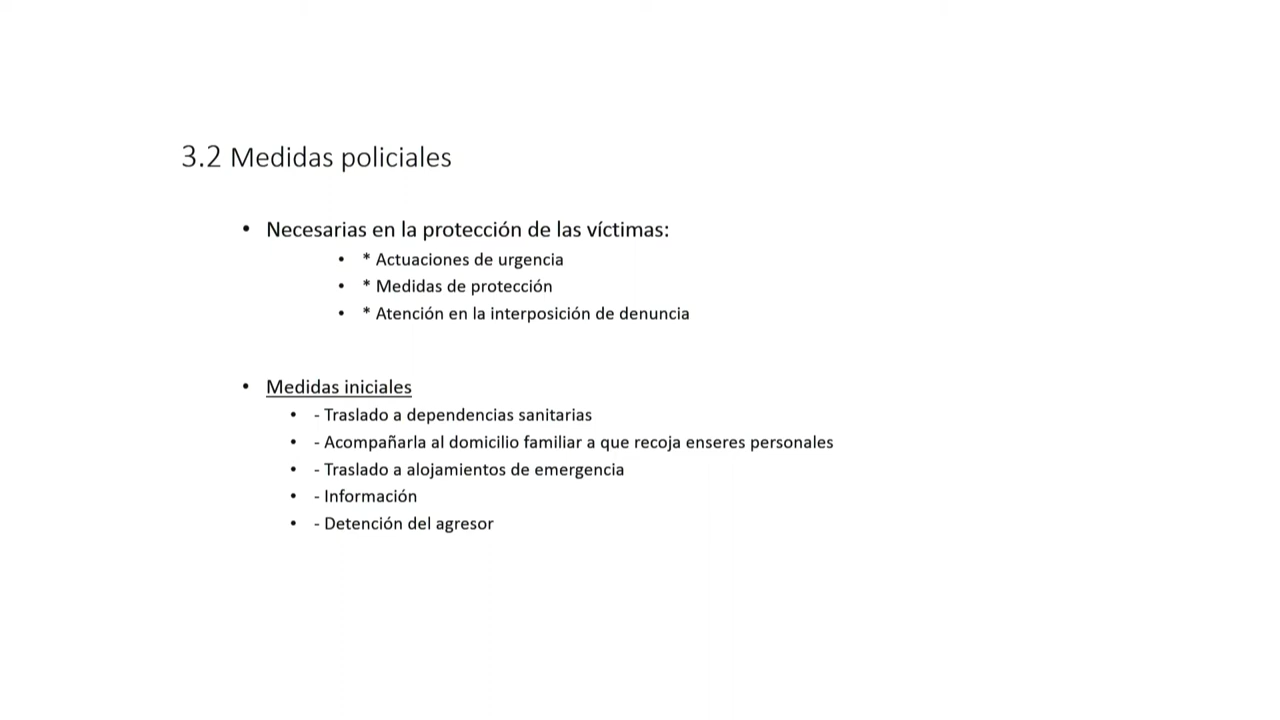 3.2 Medidas policiales
• Necesarias en la protección de las víctimas:
• * Actuaciones de urgencia
• * Medidas de protección
• * Atención en la interposición de denuncia
• Medidas iniciales
• - Traslado a dependencias sanitarias
• - Acompañarla al domicilio familiar a que recoja enseres personales
• - Traslado a alojamientos de emergencia
• - Información
• - Detención del agresor